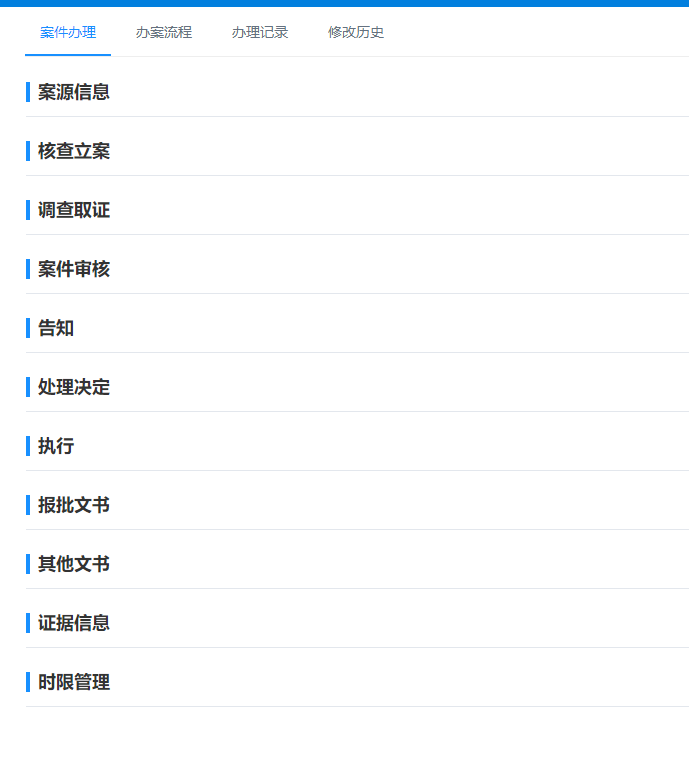 案件办理 办案流程 办理记录 修改历史
案源信息
核查立案
调查取证
案件审核
告知
处理决定
执行
报批文书
其他文书
证据信息
时限管理